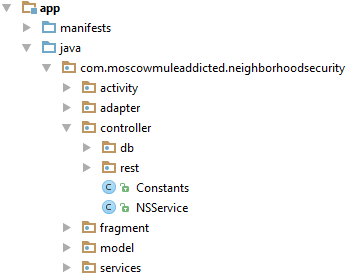 app
manifests
java
com.moscowmuleaddicted.neighborhoodsecurity
activity
adapter
controller
db
rest
C Constants
C NSService
fragment
model
services